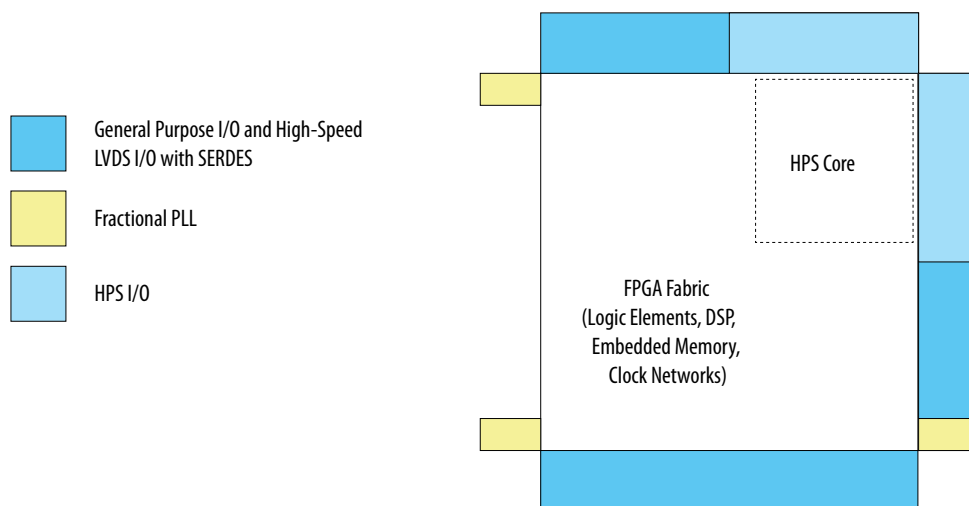 General Purpose I/O and High-Speed
LVDS I/O with SERDES
Fractional PLL
HPS I/O
HPS Core
FPGA Fabric
(Logic Elements, DSP,
Embedded Memory,
Clock Networks)